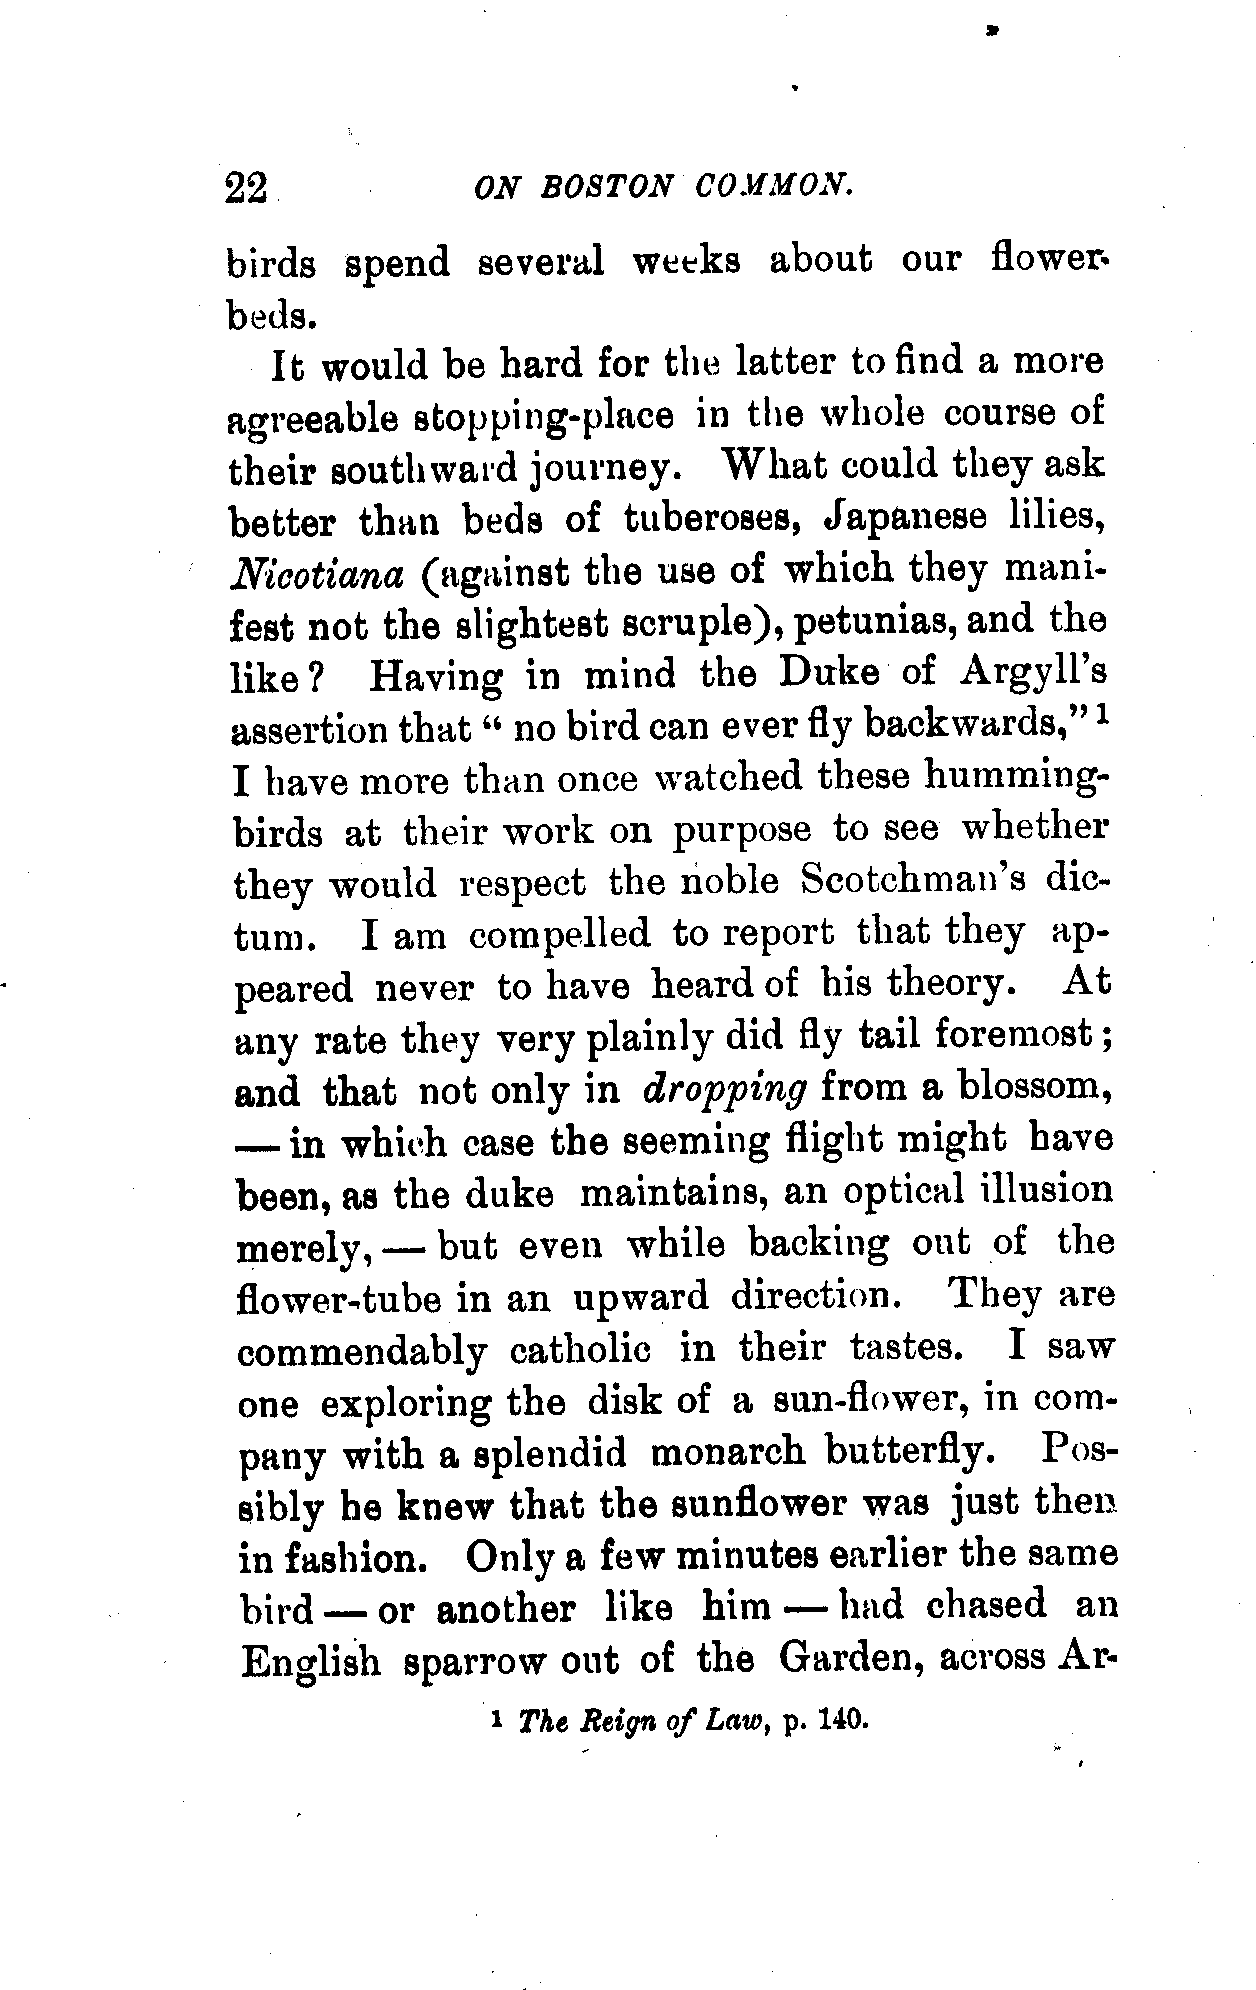 22 ON BOSTON COMMON.
birds spend several weeks about our flower-
beds.
It would be hard for the latter to find a more
agreeable stopping-place in the whole course of
their southward journey. What could they ask
better than beds of tuberoses, Japanese lilies,
Nicotiana (against the use of which they mani-
fest not the slightest scruple), petunias, and the
like? Having in mind the Duke of Argyll's
assertion that “ no bird can ever fly backwards,” 1
I have more than once watched these humming-
birds at their work on purpose to see whether
they would respect the noble Scotchman's dic-
tum. I am compelled to report that they ap-
peared never to have heard of his theory. At
any rate they very plainly did fly tail foremost;
and that not only in dropping from a blossom,
— in which case the seeming flight might have
been, as the duke maintains, an optical illusion
merely, — but even while backing out of the
flower-tube in an upward direction. They are
commendably catholic in their tastes. I saw
one exploring the disk of a sun-flower, in com-
pany with a splendid monarch butterfly. Pos-
sibly he knew that the sunflower was just then
in fashion. Only a few minutes earlier the same
bird — or another like him — had chased an
English sparrow out of the Garden, across Ar-
1 The Reign of Law, p. 140.